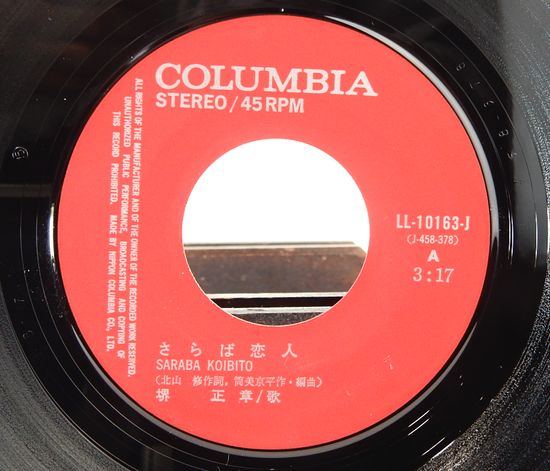 COLUMBIA
STEREO/45RPM
ALL RIGHTS OF THE MANUFACTURER AND OF THE OWNER OF THE RECORDED WORK RESERVED.
UNAUTHORIZED PUBLIC PERFORMANCE, BROADCASTING AND COPYING OF
THIS RECORD PROHIBITED. MADE BY NIPPON COLUMBIA CO., LTD.
LL-10163-J
(J-458-378)
A
3:17
さらば恋人
SARABA KOIBITO
(北山 修作詞, 筒美京平作・編曲)
堺 正章/歌